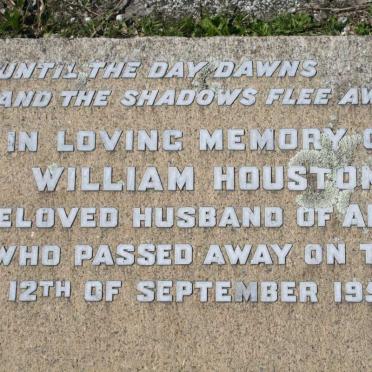 UNTIL THE DAY DAWNS
AND THE SHADOWS FLEE
IN LOVING MEMORY
WILLIAM HOUSTON
BELOVED HUSBAND OF
WHO PASSED AWAY ON
12TH OF SEPTEMBER